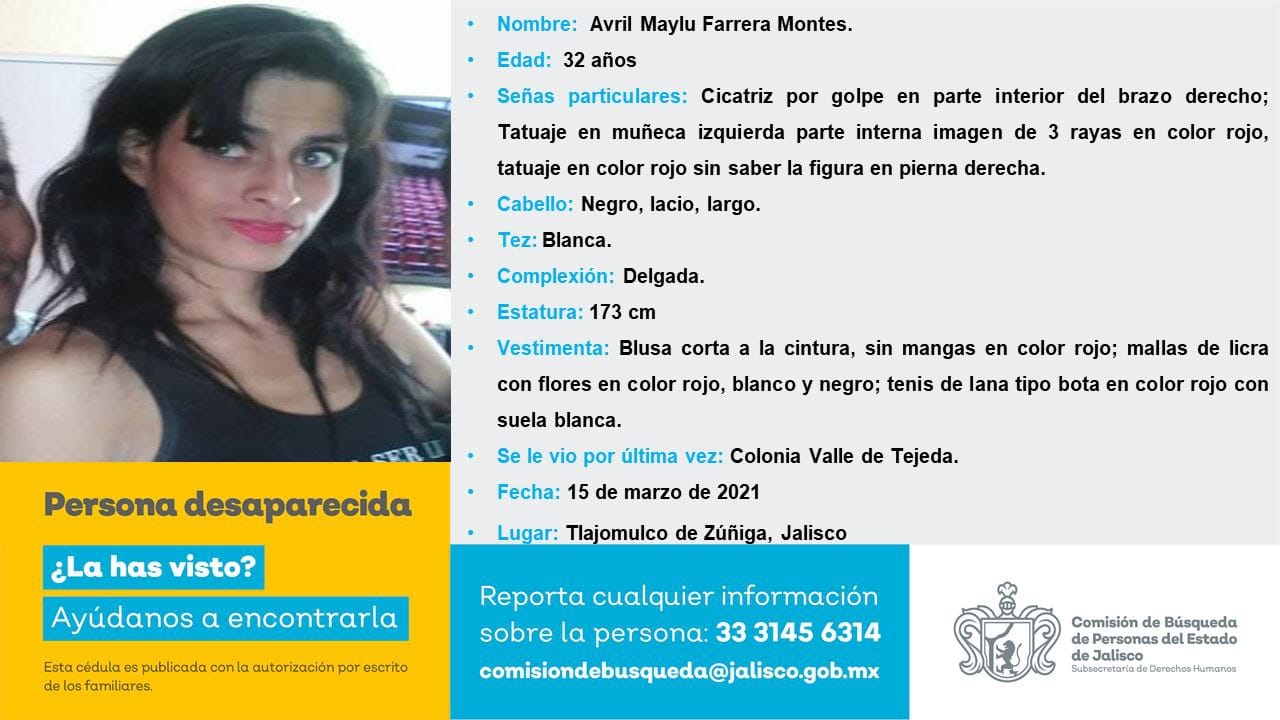 • Nombre: Avril Maylu Farrera Montes.
• Edad: 32 años
• Señas particulares: Cicatriz por golpe en parte interior del brazo derecho;
Tatuaje en muñeca izquierda parte interna imagen de 3 rayas en color rojo,
tatuaje en color rojo sin saber la figura en pierna derecha.
• Cabello: Negro, lacio, largo.
• Tez: Blanca.
• Complexión: Delgada.
• Estatura: 173 cm
• Vestimenta: Blusa corta a la cintura, sin mangas en color rojo; mallas de licra
con flores en color rojo, blanco y negro; tenis de lana tipo bota en color rojo con
suela blanca.
• Se le vio por última vez: Colonia Valle de Tejeda.
• Fecha: 15 de marzo de 2021
• Lugar: Tlajomulco de Zúñiga, Jalisco
Persona desaparecida
¿La has visto?
Ayúdanos a encontrarla
Esta cédula es publicada con la autorización por escrito
de los familiares.
Reporta cualquier información
sobre la persona: 33 3145 6314
comisiondebusqueda@jalisco.gob.mx
Comisión de Búsqueda
de Personas del Estado
de Jalisco
Subsecretaría de Derechos Humanos